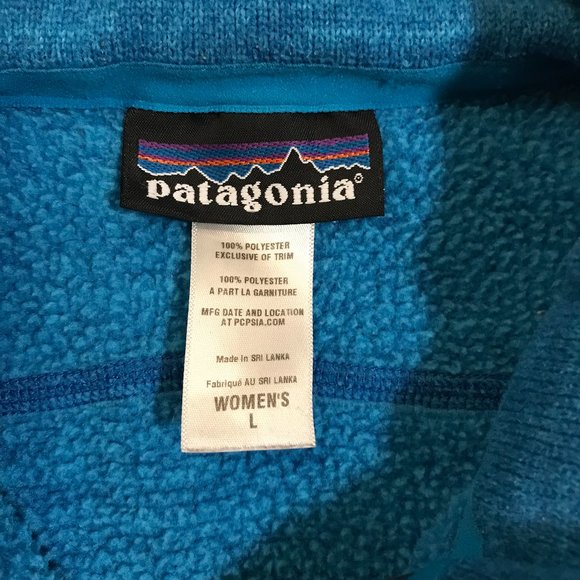 patagonia®
100% POLYESTER
EXCLUSIVE OF TRIM
100% POLYESTER
A PART LA GARNITURE
MFG DATE AND LOCATION
AT PCPSIA.COM
Made in SRI LANKA
Fabriqué AU SRI LANKA
WOMEN'S
L